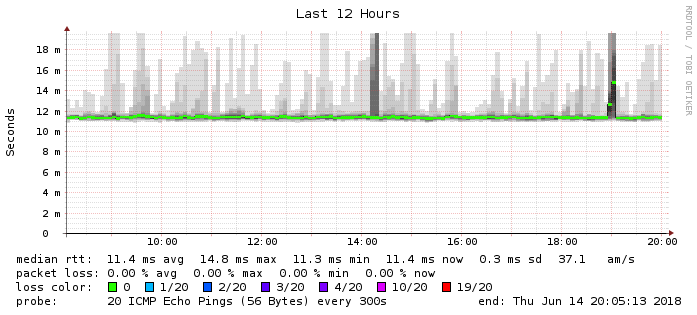 Last 12 Hours
RRDTOOL / TOBI OETIKER
Seconds
18 m
16 m
14 m
12 m
10 m
8 m
6 m
4 m
2 m
0
10:00 12:00 14:00 16:00 18:00 20:00
median rtt: 11.4 ms avg 14.8 ms max 11.3 ms min 11.4 ms now 0.3 ms sd 37.1 am/s
packet loss: 0.00 % avg 0.00 % max 0.00 % min 0.00 % now
loss color: 0 1/20 2/20 3/20 4/20 10/20 19/20
probe: 20 ICMP Echo Pings (56 Bytes) every 300s end: Thu Jun 14 20:05:13 2018